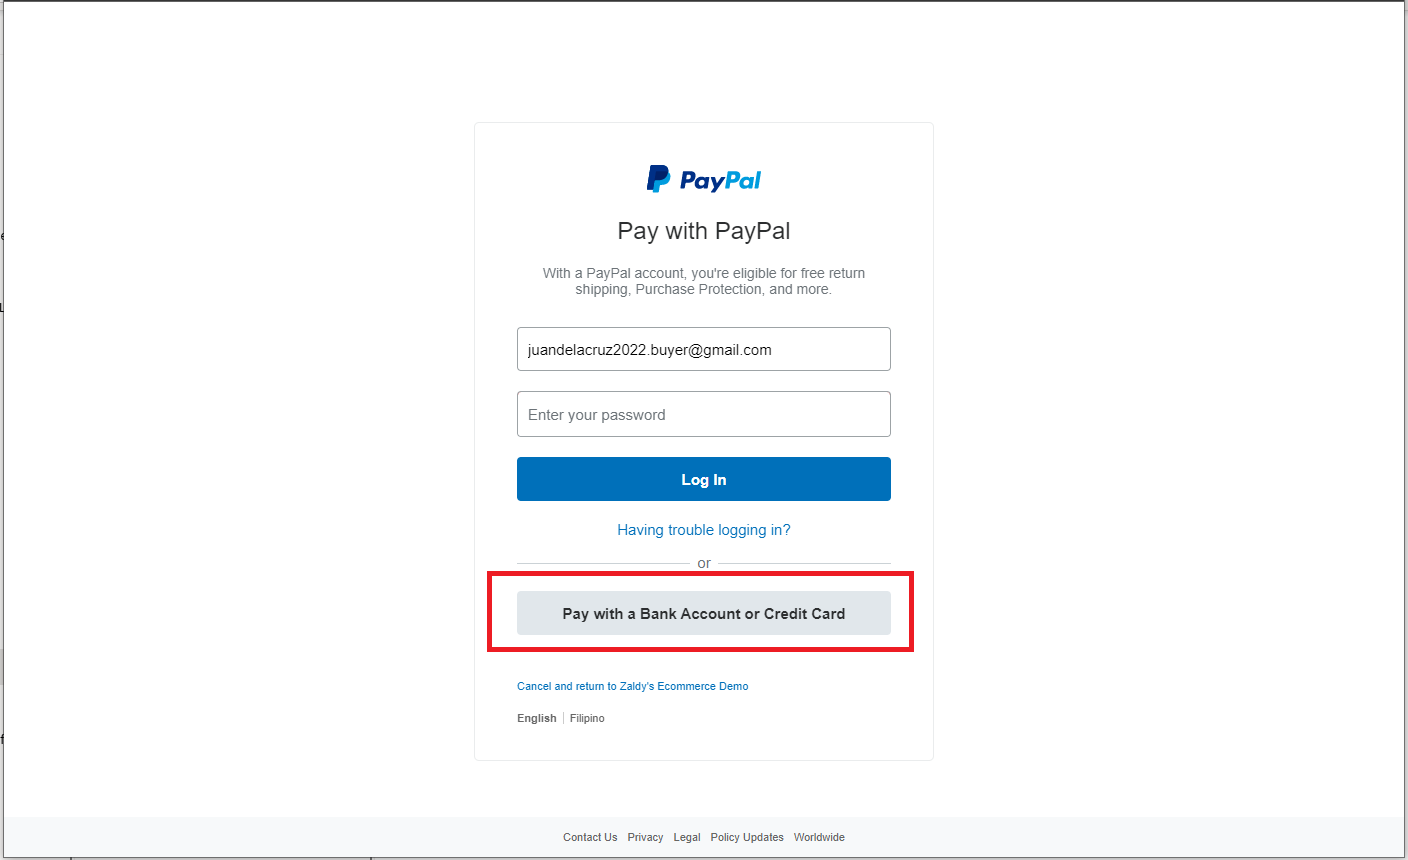 PayPal
Pay with PayPal
With a PayPal account, you're eligible for free return
shipping, Purchase Protection, and more.
juandelacruz2022.buyer@gmail.com
Enter your password
Log In
Having trouble logging in?
or
Pay with a Bank Account or Credit Card
Cancel and return to Zaldy's Ecommerce Demo
English | Filipino
Contact Us Privacy Legal Policy Updates Worldwide